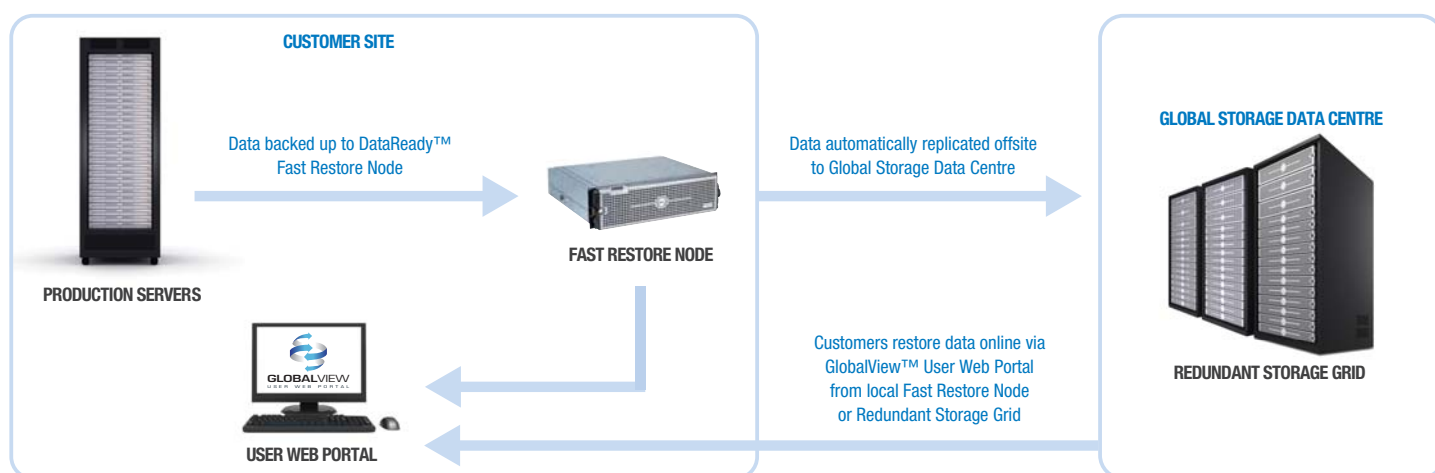 CUSTOMER SITE
Data backed up to DataReady™
Fast Restore Node
Data automatically replicated offsite
to Global Storage Data Centre
GLOBAL STORAGE DATA CENTRE
FAST RESTORE NODE
PRODUCTION SERVERS
GLOBALVIEW
USER WEB PORTAL
USER WEB PORTAL
Customers restore data online via
GlobalView™ User Web Portal
from local Fast Restore Node
or Redundant Storage Grid
REDUNDANT STORAGE GRID